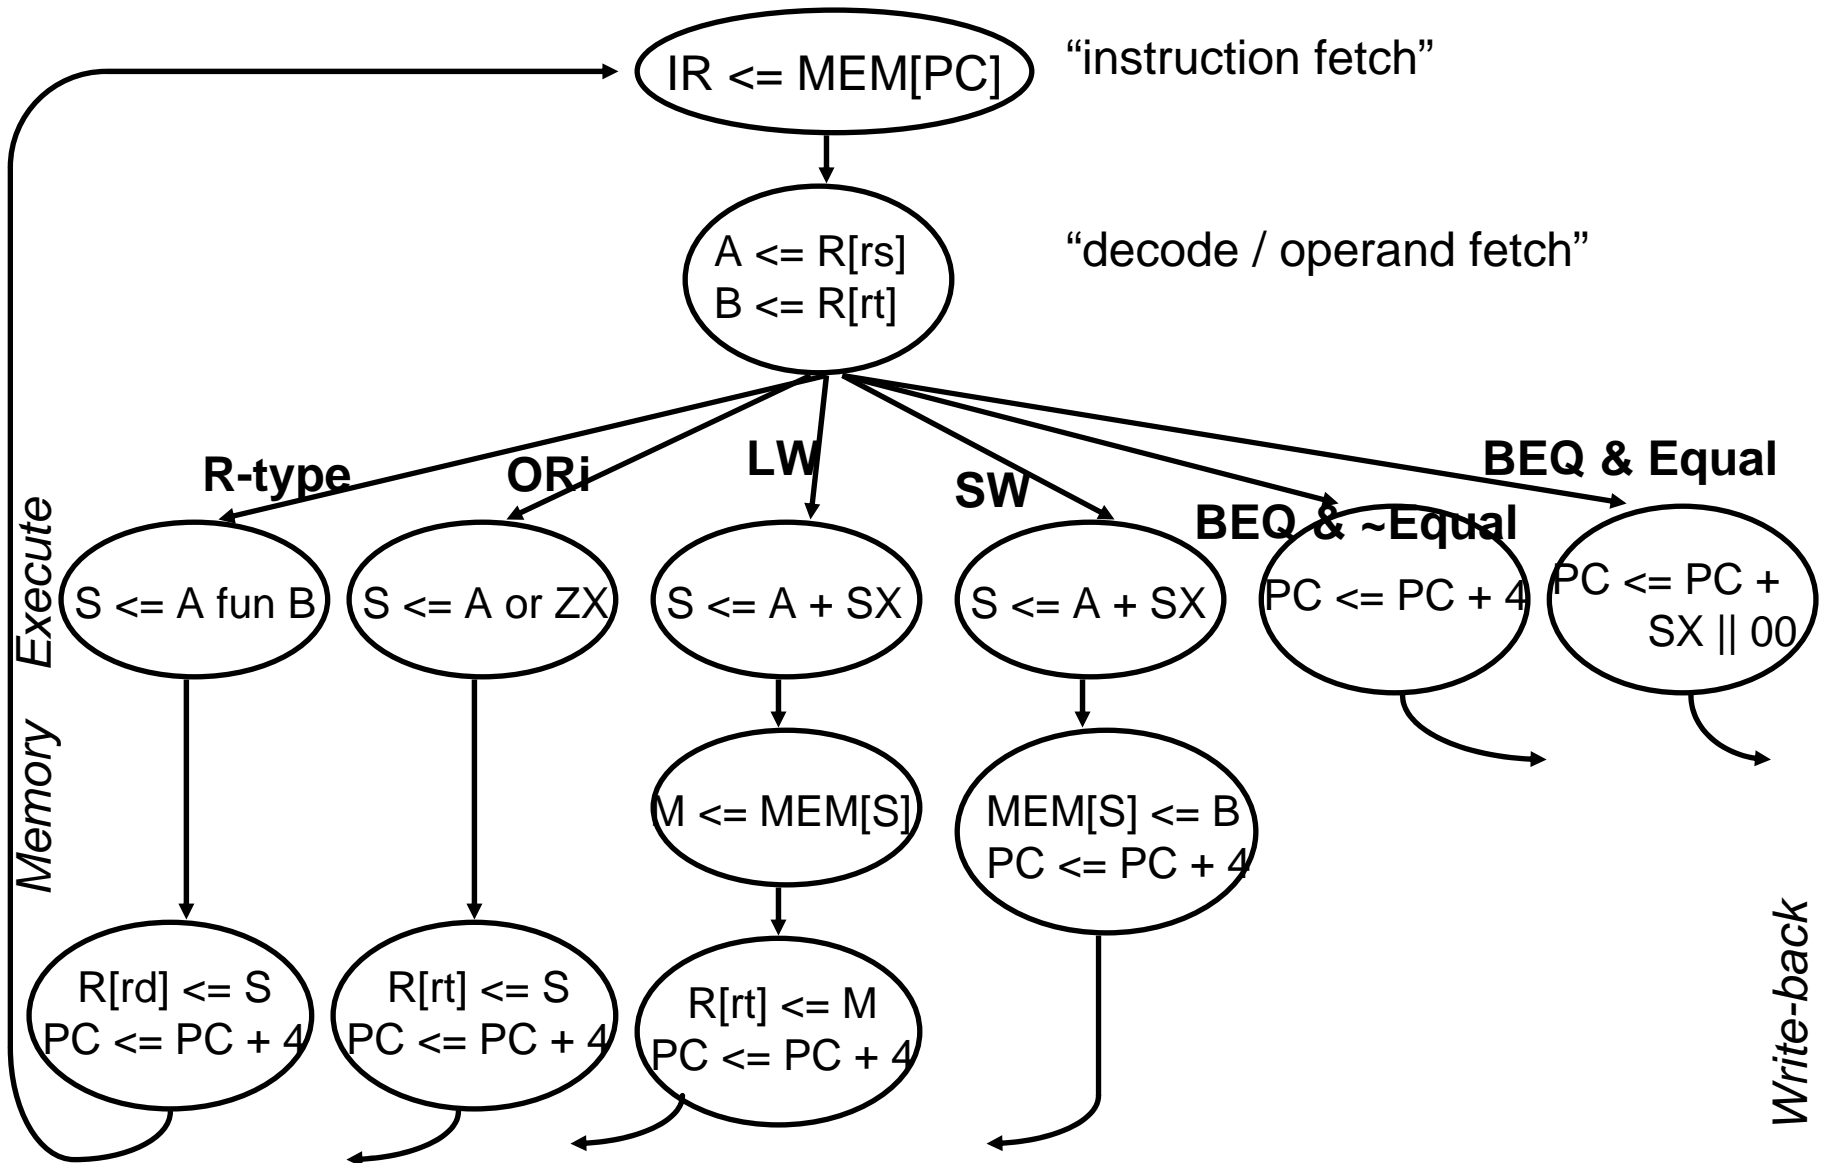 IR <= MEM[PC]
“instruction fetch”
A <= R[rs]
B <= R[rt]
“decode / operand fetch”
R-type
ORi
LW
SW
BEQ & ~Equal
BEQ & Equal
Execute
S <= A fun B
S <= A or ZX
S <= A + SX
S <= A + SX
PC <= PC + 4
PC <= PC +
SX || 00
Memory
M <= MEM[S]
MEM[S] <= B
PC <= PC + 4
R[rd] <= S
PC <= PC + 4
R[rt] <= S
PC <= PC + 4
R[rt] <= M
PC <= PC + 4
Write-back